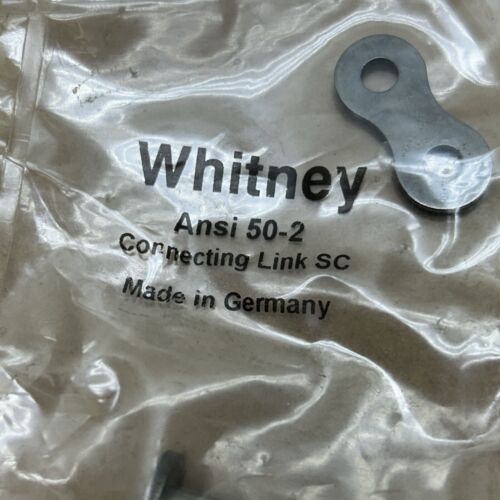 Whitney
Ansi 50-2
Connecting Link SC
Made in Germany